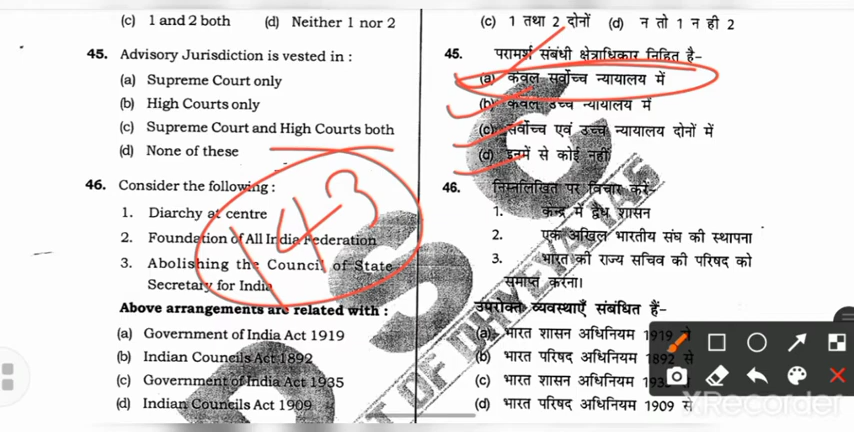 (c) 1 and 2 both (d) Neither 1 nor 2
45. Advisory Jurisdiction is vested in :
(a) Supreme Court only
(b) High Courts only
(c) Supreme Court and High Courts both
(d) None of these
46. Consider the following :
1. Diarchy at centre
2. Foundation of All India Federation
3. Abolishing the Council of State
Secretary for India
Above arrangements are related with :
(a) Government of India Act 1919
(b) Indian Councils Act 1892
(c) Government of India Act 1935
(d) Indian Councils Act 1909
143
(c) 1 तथा 2 दोनों (d) न तो 1 न ही 2
45. परामर्श संबंधी क्षेत्राधिकार निहित है-
(a) केवल सर्वोच्च न्यायालय में
(b) केवल उच्च न्यायालय में
(c) सर्वोच्च एवं उच्च न्यायालय दोनों में
(d) इनमें से कोई नहीं
46. निम्नलिखित पर विचार करें-
1. केन्द्र में द्वैध शासन
2. एक अखिल भारतीय संघ की स्थापना
3. भारत की राज्य सचिव की परिषद को
समाप्त करना।
उपरोक्त व्यवस्थाएँ संबंधित हैं-
(a) भारत शासन अधिनियम 1919 से
(b) भारत परिषद अधिनियम 1892 से
(c) भारत शासन अधिनियम
(d) भारत परिषद अधिनियम 1909 से
XRecorder